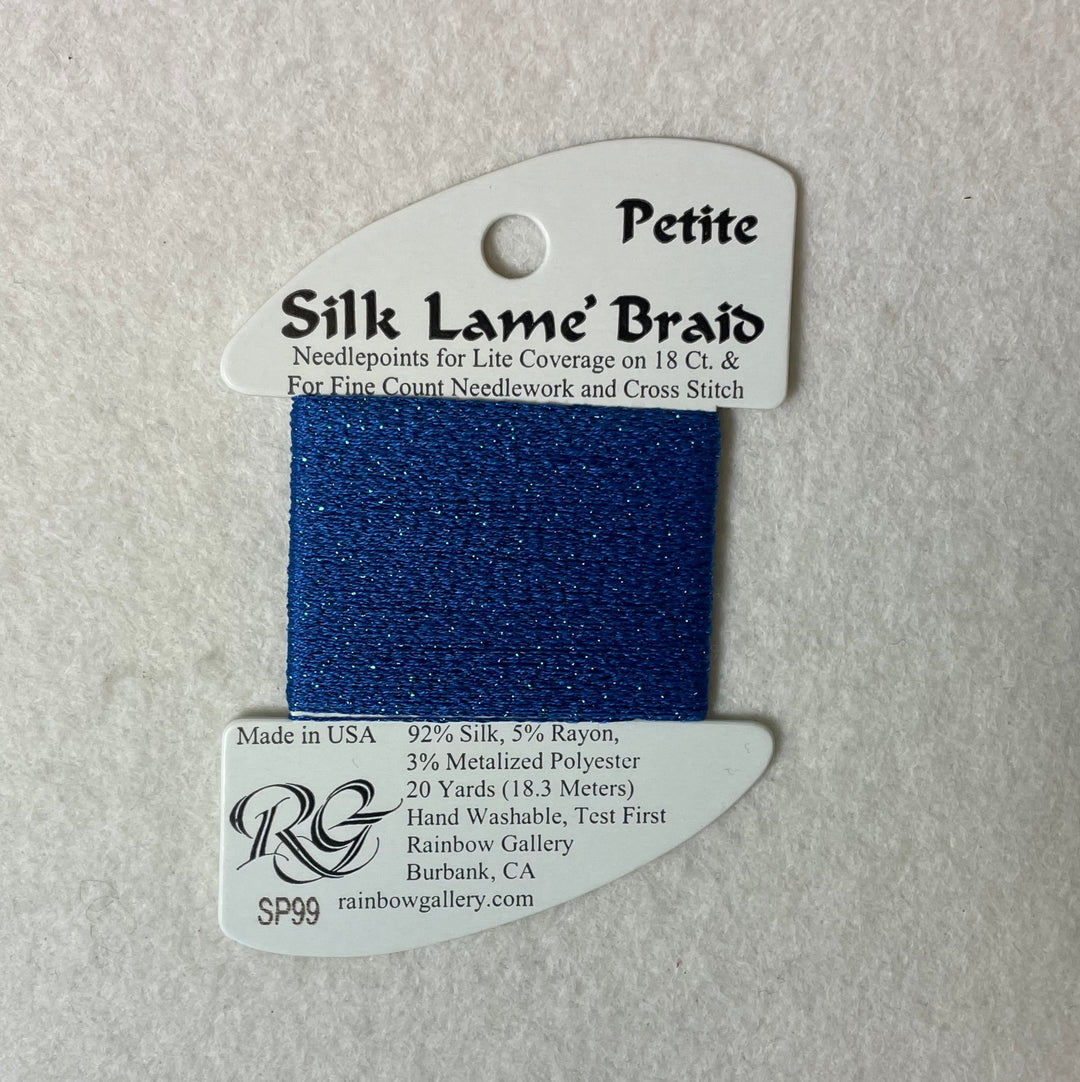 Petite
Silk Lame' Braid
Needlepoints for Lite Coverage on 18 Ct. &
For Fine Count Needlework and Cross Stitch
Made in USA
92% Silk, 5% Rayon,
3% Metalized Polyester
20 Yards (18.3 Meters)
Hand Washable, Test First
Rainbow Gallery
Burbank, CA
rainbowgallery.com
RG
SP99